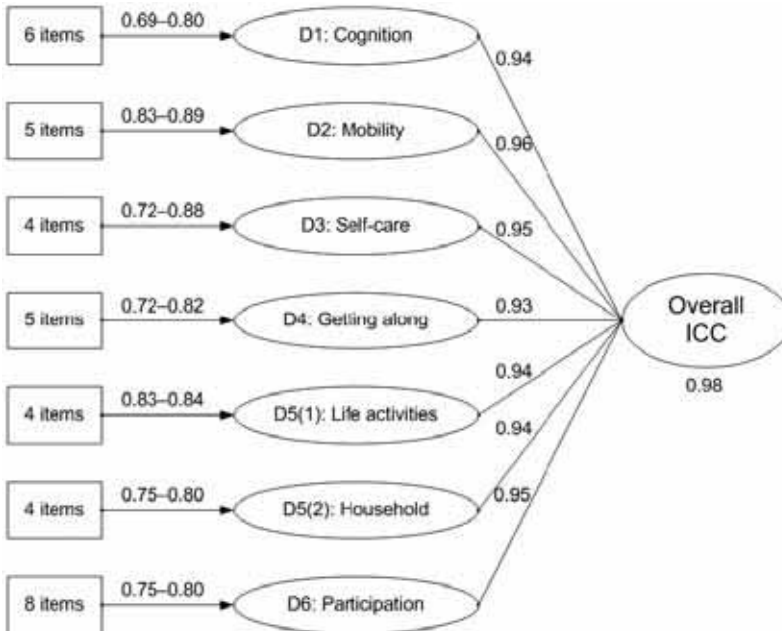 6 items
0.69–0.80
D1: Cognition
0.94
5 items
0.83–0.89
D2: Mobility
0.96
4 items
0.72–0.88
D3: Self-care
0.95
5 items
0.72–0.82
D4: Getting along
0.93
Overall
ICC
0.98
4 items
0.83–0.84
D5(1): Life activities
0.94
4 items
0.75–0.80
D5(2): Household
0.94
8 items
0.75–0.80
D6: Participation
0.95